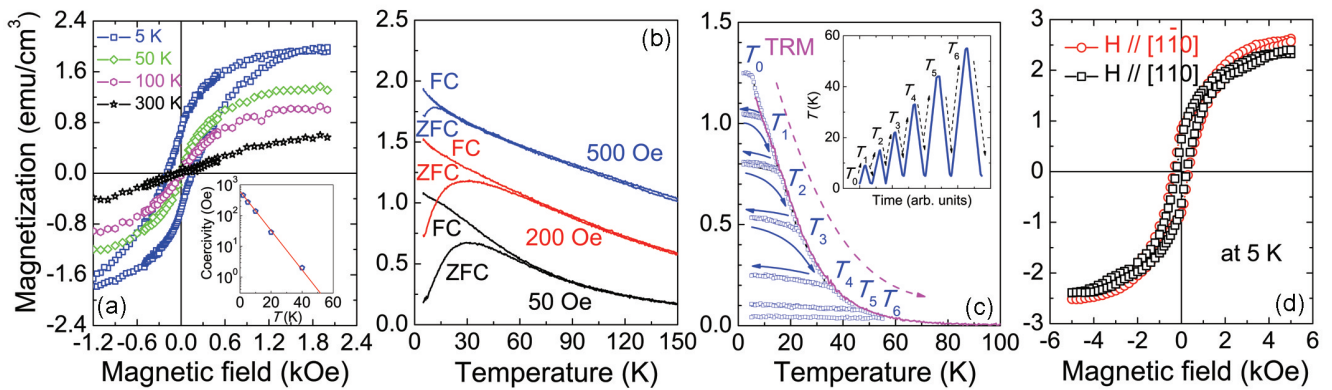 Magnetization (emu/cm³)
2.4
1.6
0.8
0.0
-0.8
-1.6
-2.4
(a)
5 K
50 K
100 K
300 K
Coericivity (Oe)
10³
10²
10¹
10⁰
0 20 40 60
T(K)
-1.2 -0.6 0.0 0.6 1.2 1.8 2.4
Magnetic field (kOe)
2.5
2.0
1.5
1.0
0.5
0.0
(b)
FC
ZFC
500 Oe
FC
ZFC
200 Oe
FC
ZFC
50 Oe
0 30 60 90 120 150
Temperature (K)
1.5
1.0
0.5
0.0
TRM
T₀
T₁
T₂
T₃
T₄
T₅
T₆
(c)
T(K)
60
40
20
0
T₀
T₁
T₂
T₃
T₄
T₅
T₆
Time (arb. units)
0 20 40 60 80 100
Temperature (K)
3
2
1
0
-1
-2
-3
(d)
H // [11̄0]
H // [110]
at 5 K
-6 -4 -2 0 2 4 6
Magnetic field (kOe)